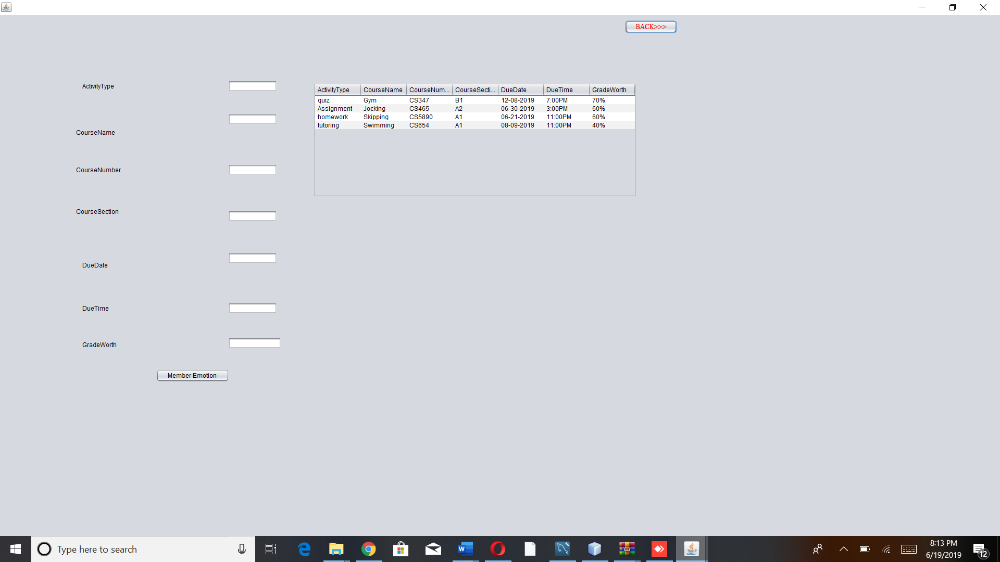 BACK>>>
ActivityType
CourseName
CourseNumber
CourseSection
DueDate
DueTime
GradeWorth
Member Emotion
ActivityType CourseName CourseNum... CourseSecti... DueDate DueTime GradeWorth
quiz Gym CS347 B1 12-08-2019 7:00PM 70%
Assignment Jocking CS465 A2 06-30-2019 3:00PM 60%
homework Skipping CS5890 A1 06-21-2019 11:00PM 60%
tutoring Swimming CS654 A1 08-09-2019 11:00PM 40%
Type here to search
8:13 PM
6/19/2019
12